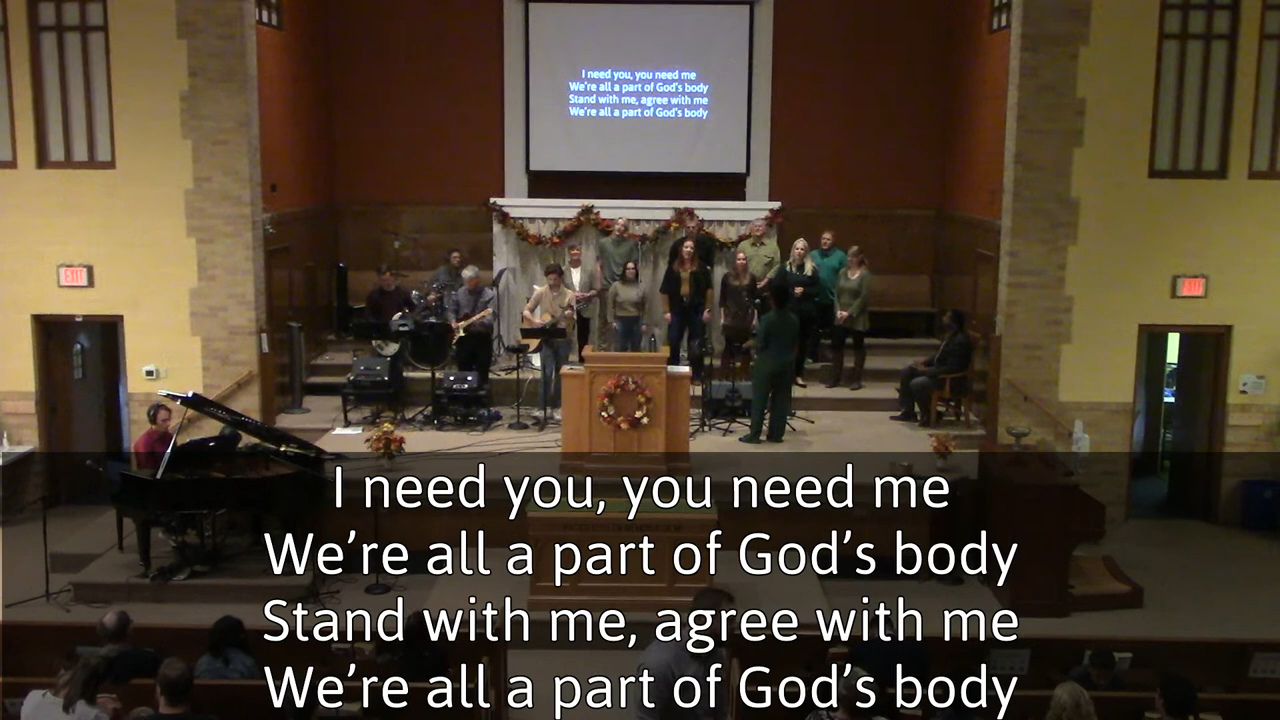 I need you, you need me
We're all a part of God's body
Stand with me, agree with me
We're all a part of God's body
EXIT
EXIT
I need you, you need me
We’re all a part of God’s body
Stand with me, agree with me
We’re all a part of God’s body